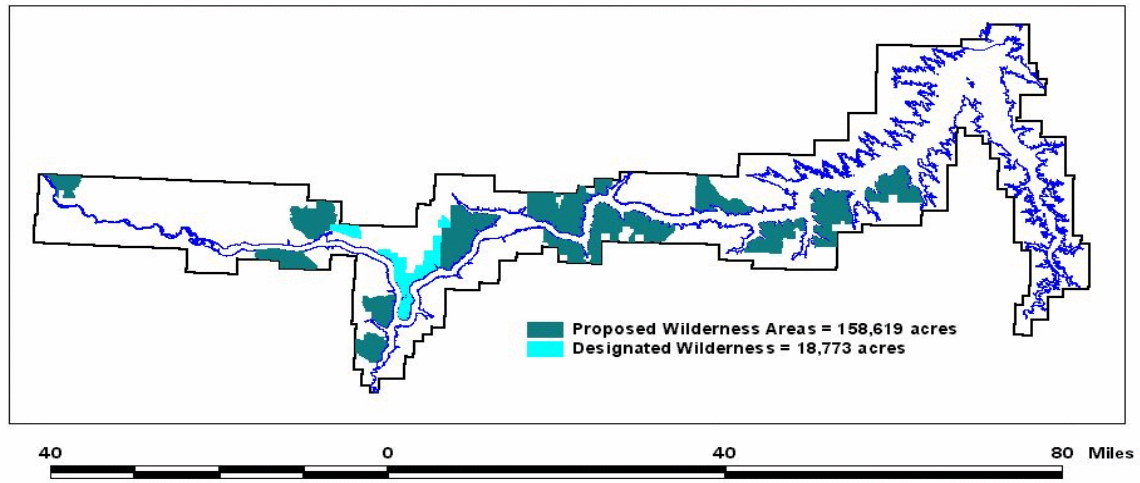 Proposed Wilderness Areas = 158,619 acres
Designated Wilderness = 18,773 acres
40 0 40 80 Miles